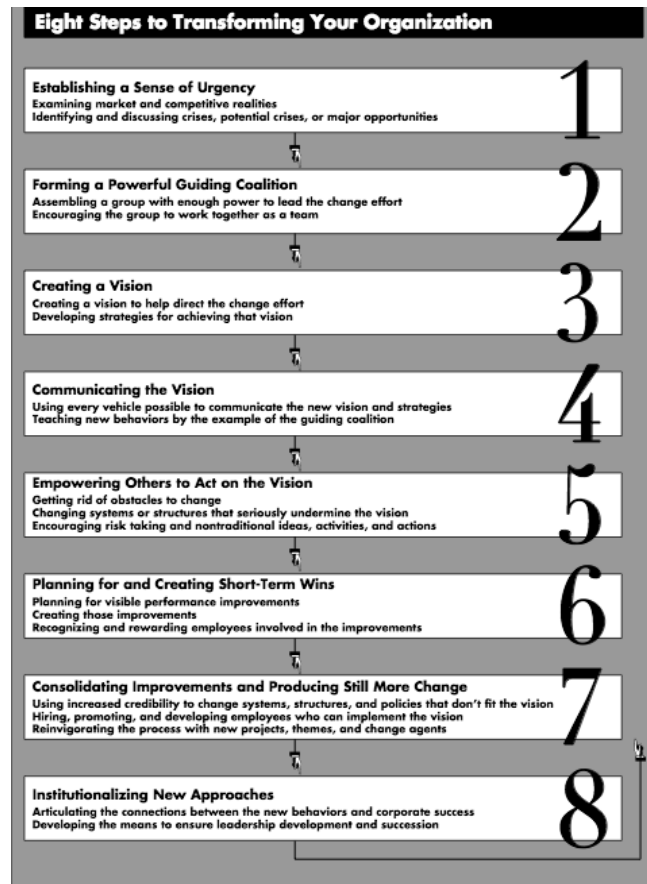 Eight Steps to Transforming Your Organization
1
Establishing a Sense of Urgency
Examining market and competitive realities
Identifying and discussing crises, potential crises, or major opportunities
2
Forming a Powerful Guiding Coalition
Assembling a group with enough power to lead the change effort
Encouraging the group to work together as a team
3
Creating a Vision
Creating a vision to help direct the change effort
Developing strategies for achieving that vision
4
Communicating the Vision
Using every vehicle possible to communicate the new vision and strategies
Teaching new behaviors by the example of the guiding coalition
5
Empowering Others to Act on the Vision
Getting rid of obstacles to change
Changing systems or structures that seriously undermine the vision
Encouraging risk taking and nontraditional ideas, activities, and actions
6
Planning for and Creating Short-Term Wins
Planning for visible performance improvements
Creating those improvements
Recognizing and rewarding employees involved in the improvements
7
Consolidating Improvements and Producing Still More Change
Using increased credibility to change systems, structures, and policies that don't fit the vision
Hiring, promoting, and developing employees who can implement the vision
Reinvigorating the process with new projects, themes, and change agents
8
Institutionalizing New Approaches
Articulating the connections between the new behaviors and corporate success
Developing the means to ensure leadership development and succession